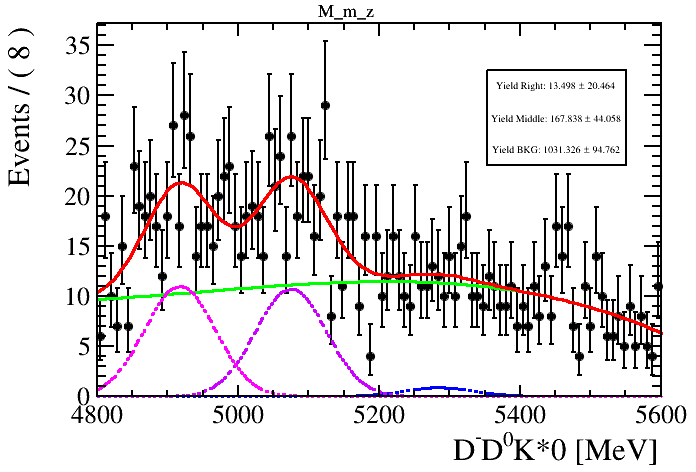 M_m_z
Events / ( 8 )
35
30
25
20
15
10
5
0
Yield Right: 13.498 ± 20.464
Yield Middle: 167.838 ± 44.058
Yield BKG: 1031.326 ± 94.762
4800 5000 5200 5400 5600
D⁻D⁰K*0 [MeV]